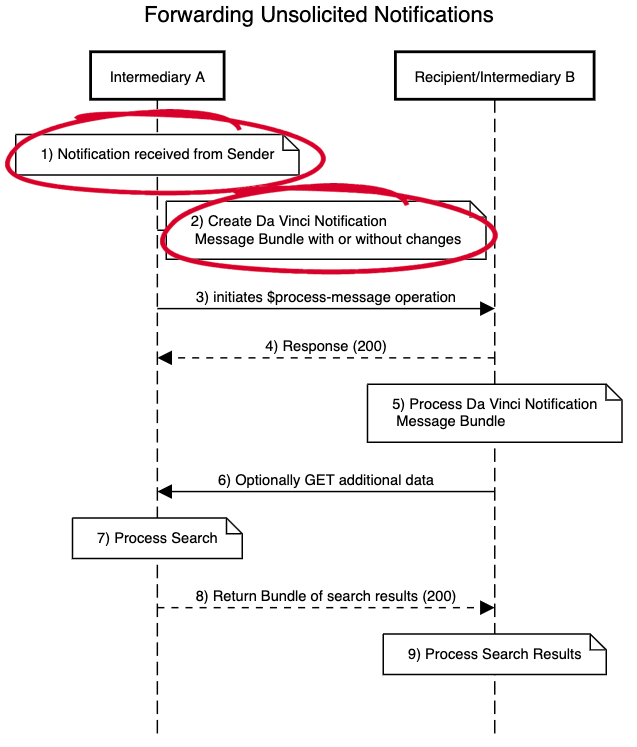 Forwarding Unsolicited Notifications
Intermediary A
Recipient/Intermediary B
1) Notification received from Sender
2) Create Da Vinci Notification
Message Bundle with or without changes
3) initiates $process-message operation
4) Response (200)
5) Process Da Vinci Notification
Message Bundle
6) Optionally GET additional data
7) Process Search
8) Return Bundle of search results (200)
9) Process Search Results